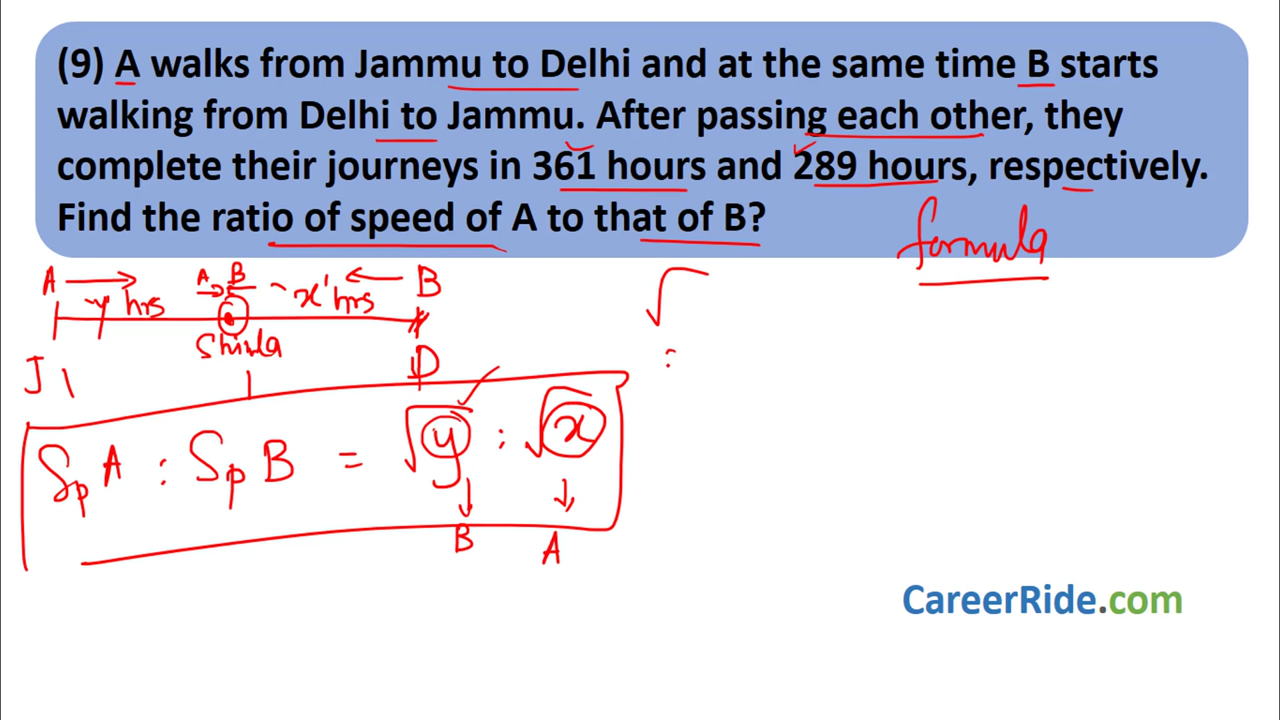 (9) A walks from Jammu to Delhi and at the same time B starts
walking from Delhi to Jammu. After passing each other, they
complete their journeys in 361 hours and 289 hours, respectively.
Find the ratio of speed of A to that of B?
formula
A B B
y hrs x hrs
Shimla
J D
Sp A : Sp B = √y : √x
B A
√
:
CareerRide.com